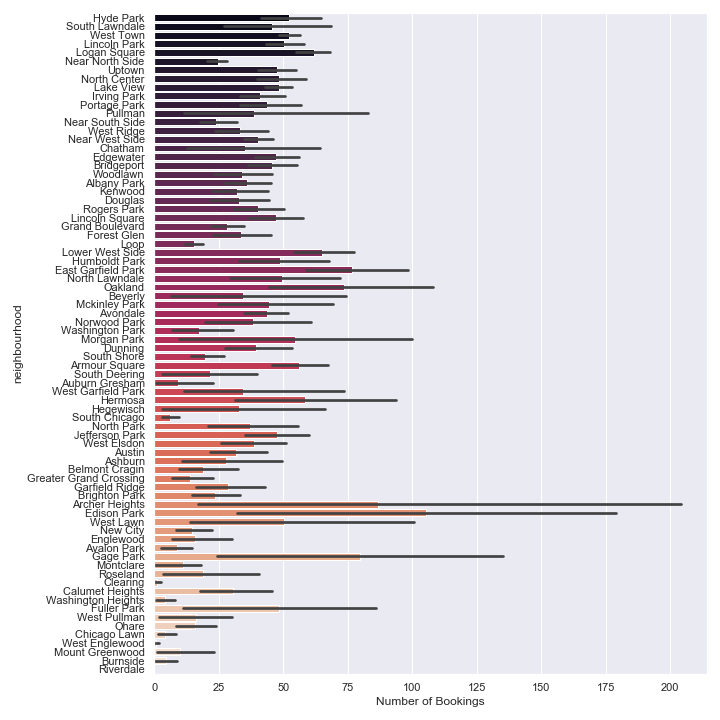 Hyde Park
South Lawndale
West Town
Lincoln Park
Logan Square
Near North Side
Uptown
North Center
Lake View
Irving Park
Portage Park
Pullman
Near South Side
West Ridge
Near West Side
Chatham
Edgewater
Bridgeport
Woodlawn
Albany Park
Kenwood
Douglas
Rogers Park
Lincoln Square
Grand Boulevard
Forest Glen
Loop
Lower West Side
Humboldt Park
East Garfield Park
North Lawndale
Oakland
Beverly
Mckinley Park
Avondale
Norwood Park
Washington Park
Morgan Park
Dunning
South Shore
Armour Square
South Deering
Auburn Gresham
West Garfield Park
Hermosa
Hegewisch
South Chicago
North Park
Jefferson Park
West Elsdon
Austin
Ashburn
Belmont Cragin
Greater Grand Crossing
Garfield Ridge
Brighton Park
Archer Heights
Edison Park
West Lawn
New City
Englewood
Avalon Park
Gage Park
Montclare
Roseland
Clearing
Calumet Heights
Washington Heights
Fuller Park
West Pullman
Ohare
Chicago Lawn
West Englewood
Mount Greenwood
Burnside
Riverdale
neighbourhood
0 25 50 75 100 125 150 175 200
Number of Bookings